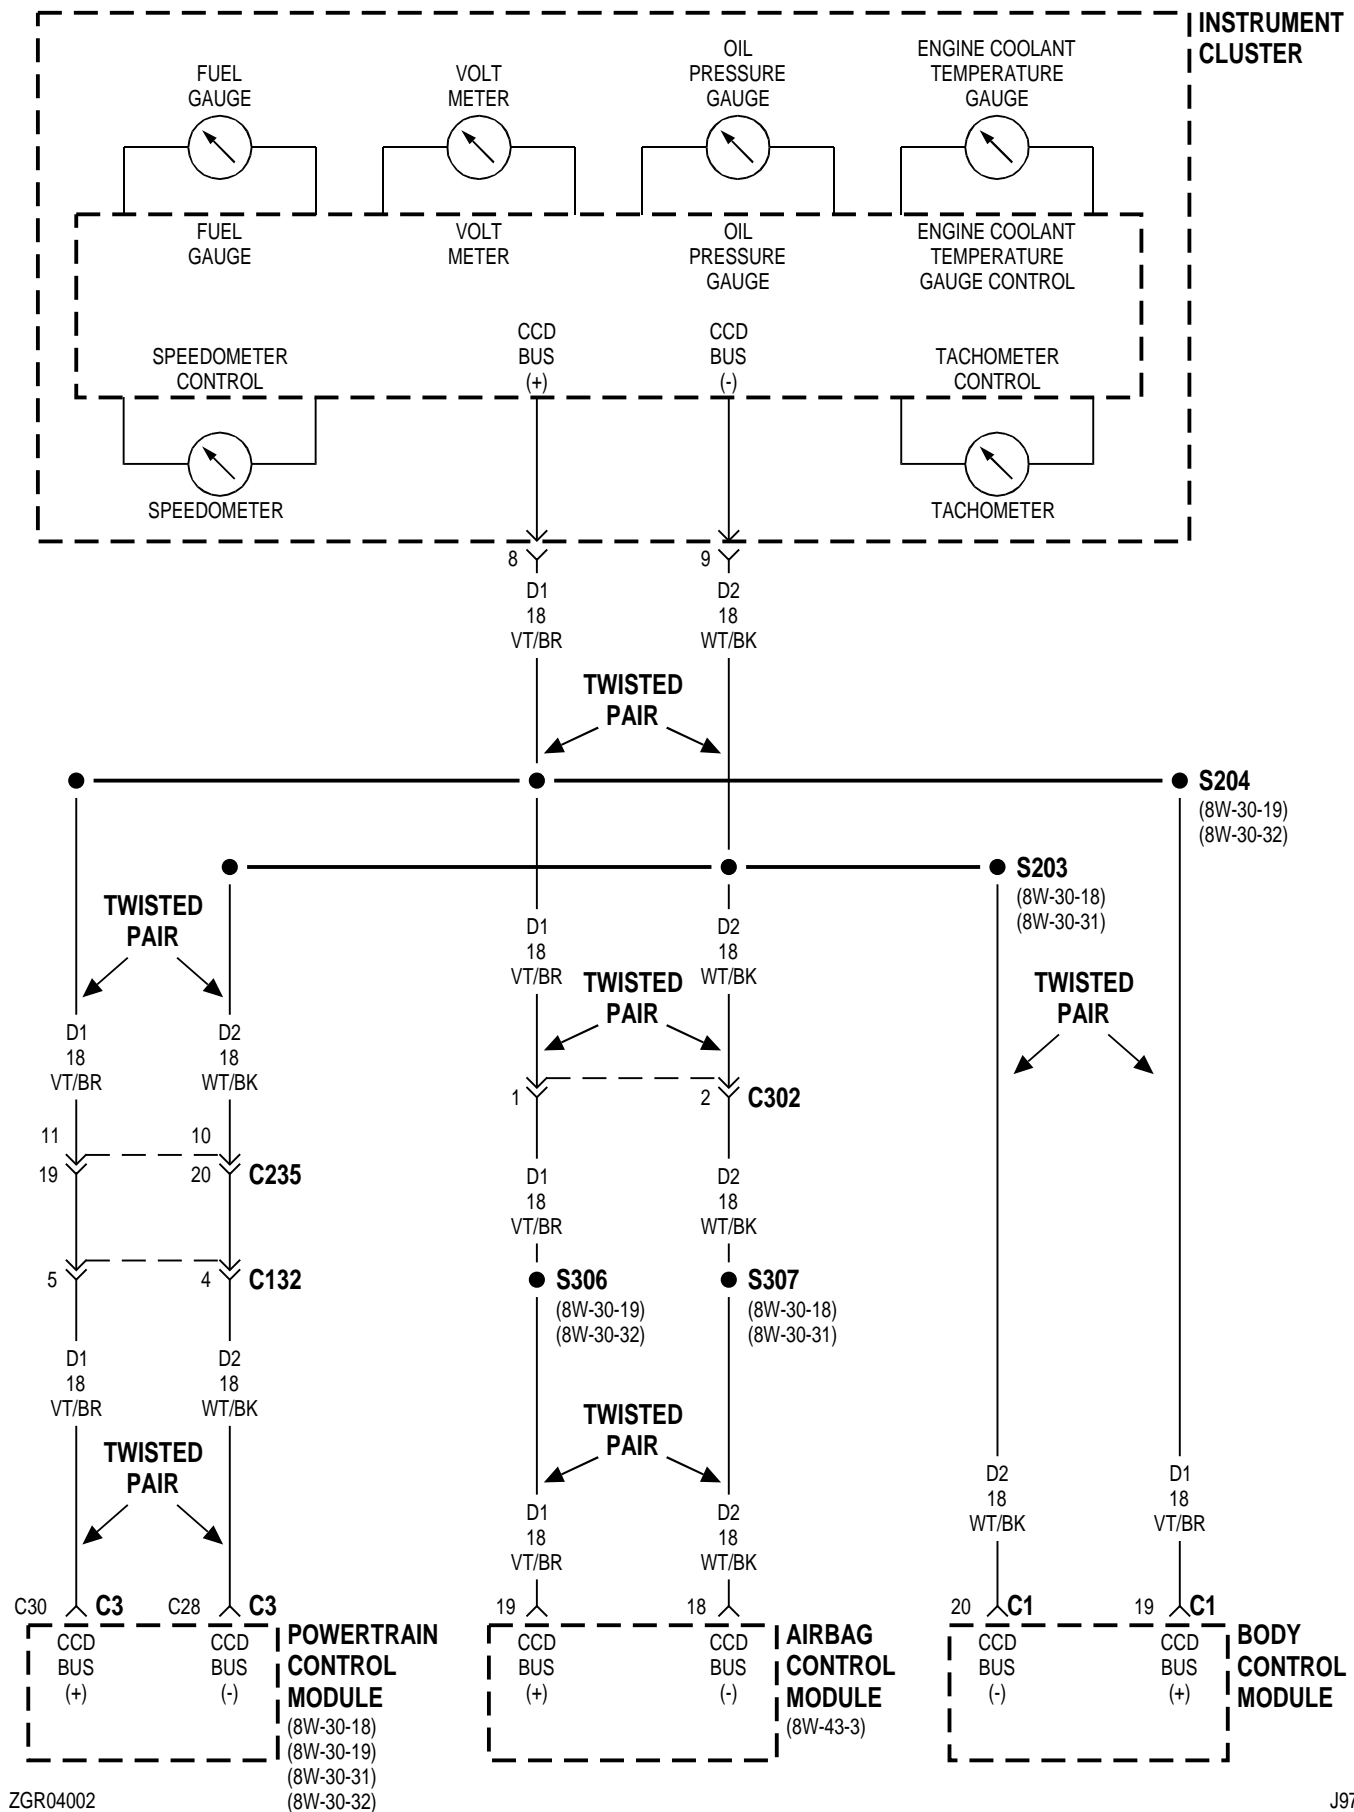 INSTRUMENT
CLUSTER
FUEL
GAUGE
VOLT
METER
OIL
PRESSURE
GAUGE
ENGINE COOLANT
TEMPERATURE
GAUGE
FUEL
GAUGE
VOLT
METER
OIL
PRESSURE
GAUGE
ENGINE COOLANT
TEMPERATURE
GAUGE CONTROL
SPEEDOMETER
CONTROL
CCD
BUS
(+)
CCD
BUS
(-)
TACHOMETER
CONTROL
SPEEDOMETER
TACHOMETER
8
9
D1
18
VT/BR
D2
18
WT/BK
TWISTED
PAIR
S204
(8W-30-19)
(8W-30-32)
S203
(8W-30-18)
(8W-30-31)
TWISTED
PAIR
D1
18
VT/BR
D2
18
WT/BK
TWISTED
PAIR
TWISTED
PAIR
D1
18
VT/BR
D2
18
WT/BK
1
2
C302
11
10
19
20
C235
D1
18
VT/BR
D2
18
WT/BK
5
4
C132
S306
(8W-30-19)
(8W-30-32)
S307
(8W-30-18)
(8W-30-31)
D1
18
VT/BR
D2
18
WT/BK
TWISTED
PAIR
TWISTED
PAIR
D1
18
VT/BR
D2
18
WT/BK
D2
18
WT/BK
D1
18
VT/BR
C30
C3
C28
C3
19
18
20
C1
19
C1
CCD
BUS
(+)
CCD
BUS
(-)
POWERTRAIN
CONTROL
MODULE
(8W-30-18)
(8W-30-19)
(8W-30-31)
(8W-30-32)
CCD
BUS
(+)
CCD
BUS
(-)
AIRBAG
CONTROL
MODULE
(8W-43-3)
CCD
BUS
(-)
CCD
BUS
(+)
BODY
CONTROL
MODULE
ZGR04002
J97